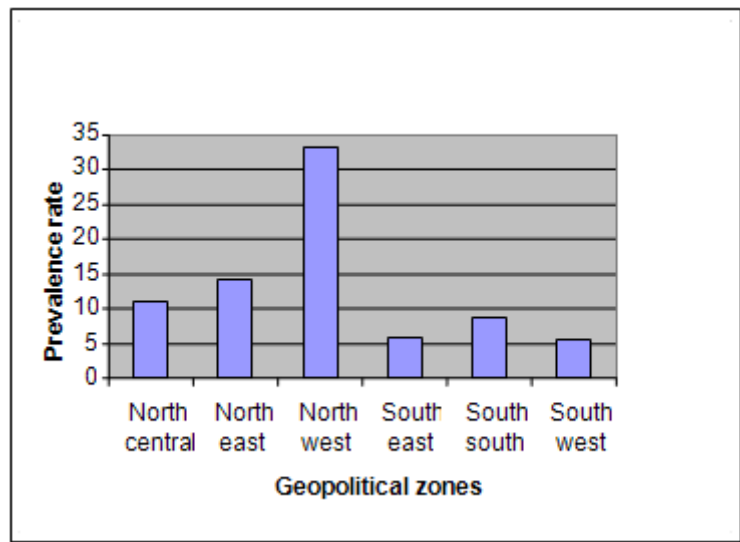 Prevalence rate
35
30
25
20
15
10
5
0
North central
North east
North west
South east
South south
South west
Geopolitical zones